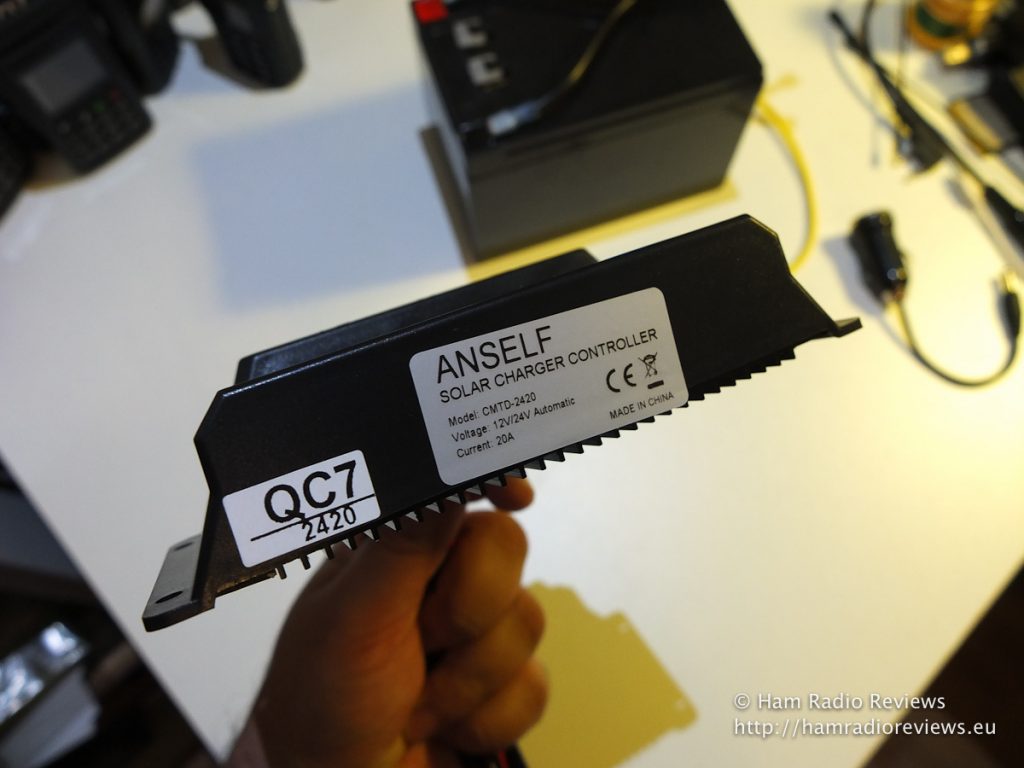 ANSELF
SOLAR CHARGER CONTROLLER
Model: CMTD-2420
Voltage: 12V/24V Automatic
Current: 20A
CE
MADE IN CHINA
QC7
2420
© Ham Radio Reviews
http://hamradioreviews.eu